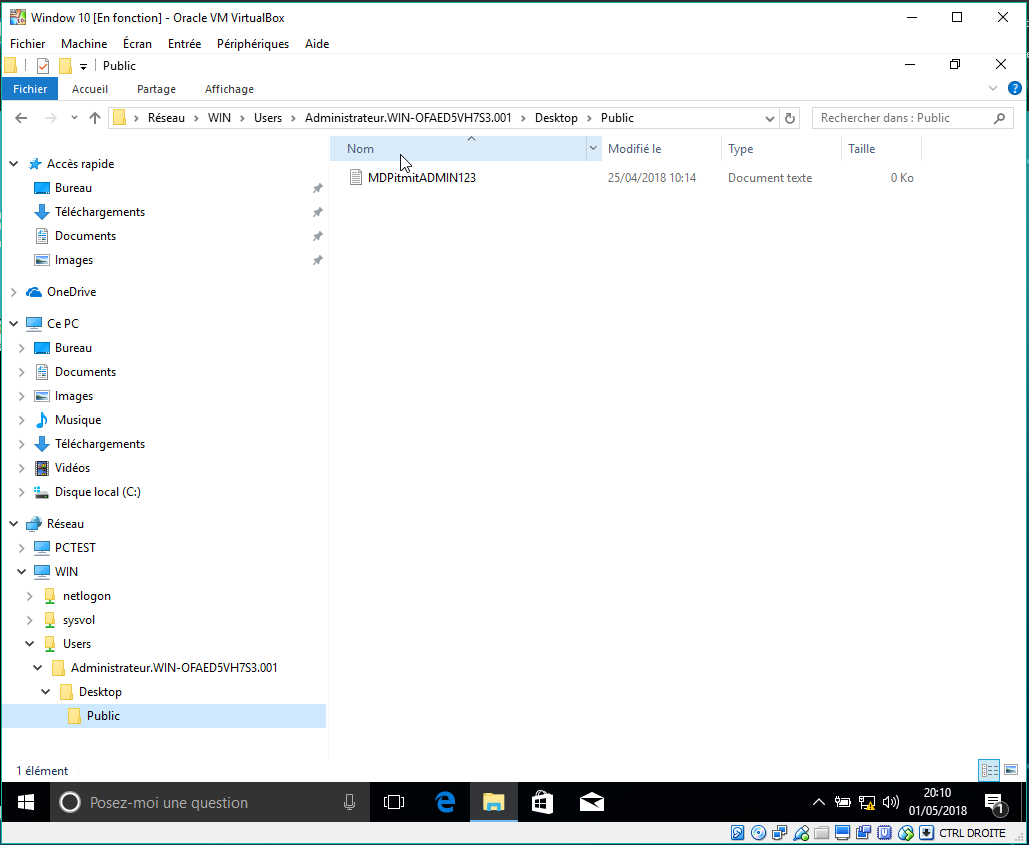 Window 10 [En fonction] - Oracle VM VirtualBox
Fichier Machine Écran Entrée Périphériques Aide
Public
Fichier Accueil Partage Affichage
Réseau WIN Users Administrateur.WIN-OFAED5VH7S3.001 Desktop Public Rechercher dans : Public
Nom Modifié le Type Taille
MDPitmitADMIN123 25/04/2018 10:14 Document texte 0 Ko
Accès rapide
Bureau
Téléchargements
Documents
Images
OneDrive
Ce PC
Bureau
Documents
Images
Musique
Téléchargements
Vidéos
Disque local (C:)
Réseau
PCTEST
WIN
netlogon
sysvol
Users
Administrateur.WIN-OFAED5VH7S3.001
Desktop
Public
1 élément
Posez-moi une question
20:10
01/05/2018
1
CTRL DROITE